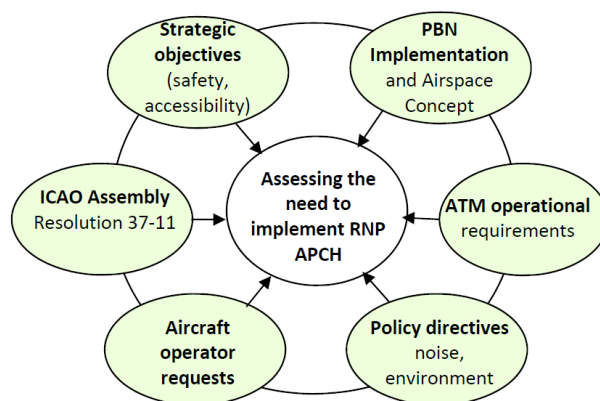 Strategic
objectives
(safety,
accessibility)
PBN
Implementation
and Airspace
Concept
ICAO Assembly
Resolution 37-11
Assessing the
need to
implement RNP
APCH
ATM operational
requirements
Aircraft
operator
requests
Policy directives
noise,
environment